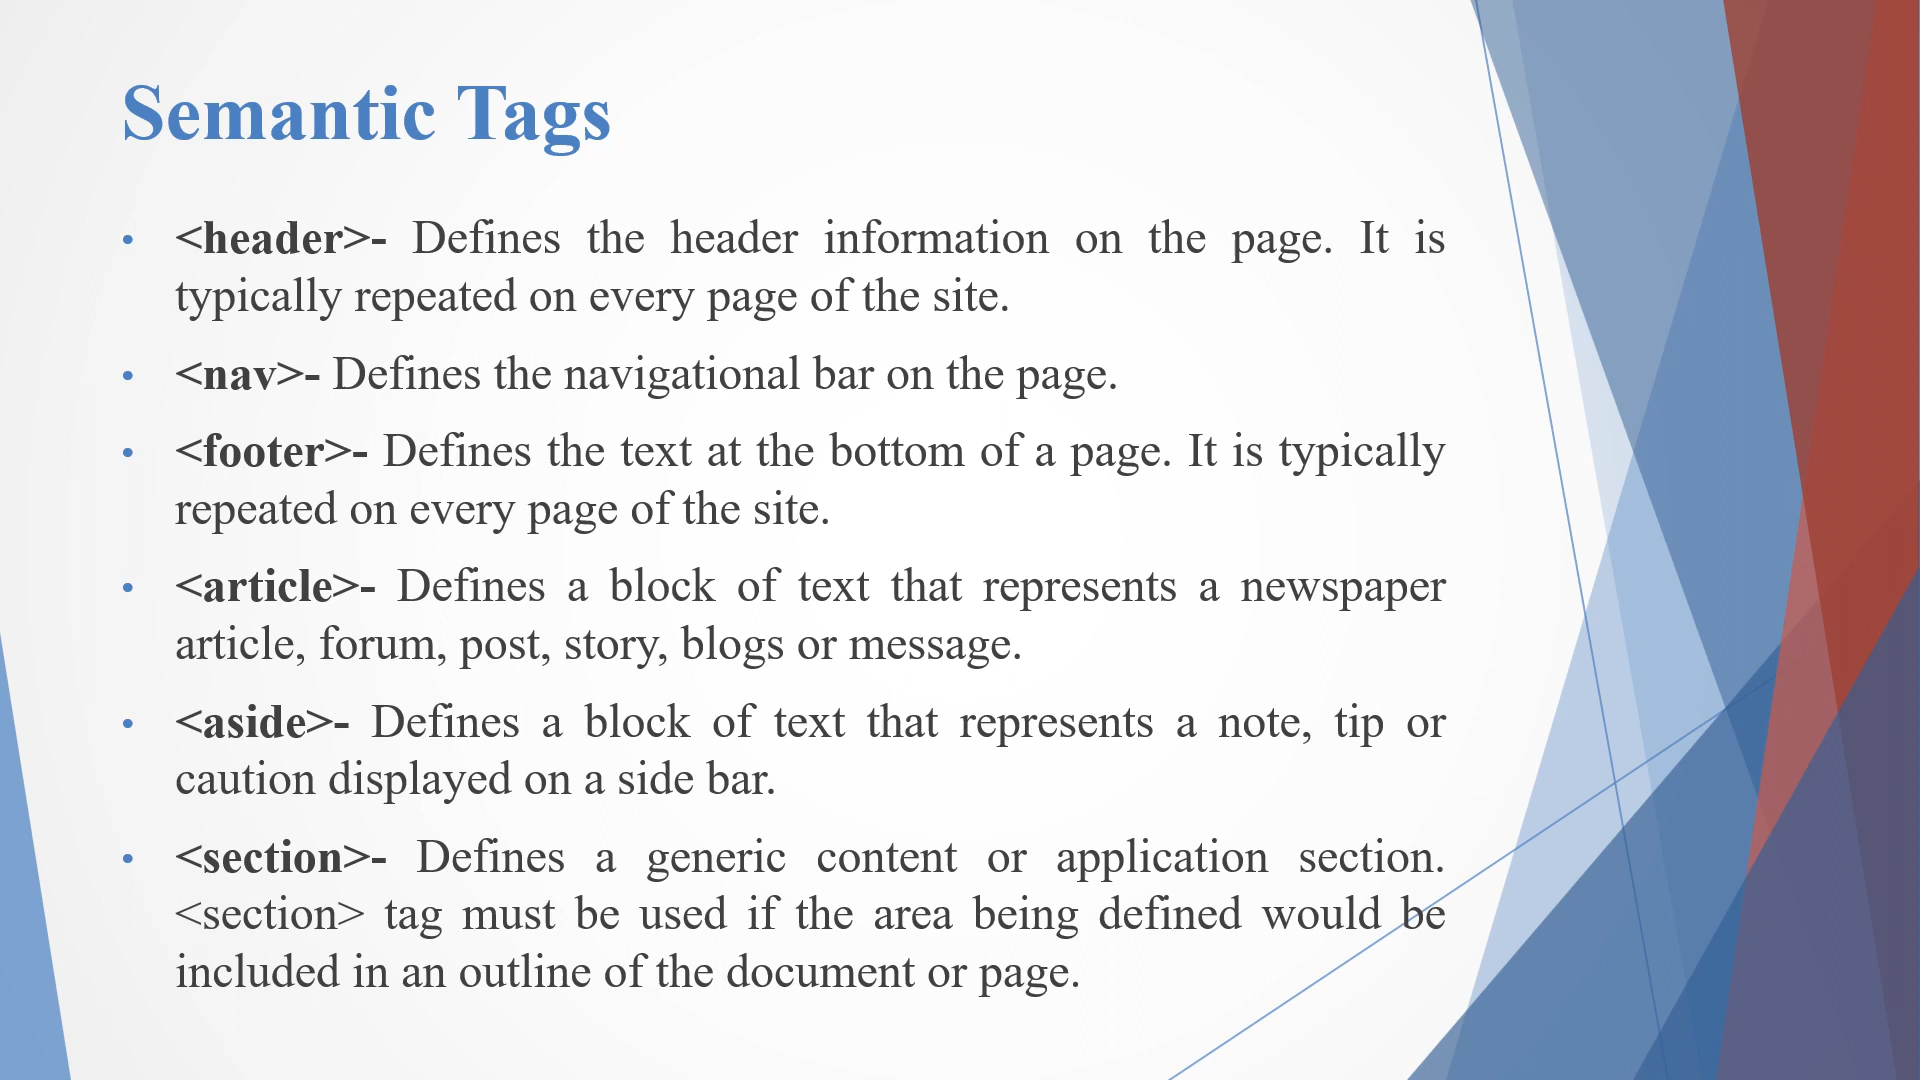 Semantic Tags
• <header>- Defines the header information on the page. It is
typically repeated on every page of the site.
• <nav>- Defines the navigational bar on the page.
• <footer>- Defines the text at the bottom of a page. It is typically
repeated on every page of the site.
• <article>- Defines a block of text that represents a newspaper
article, forum, post, story, blogs or message.
• <aside>- Defines a block of text that represents a note, tip or
caution displayed on a side bar.
• <section>- Defines a generic content or application section.
<section> tag must be used if the area being defined would be
included in an outline of the document or page.